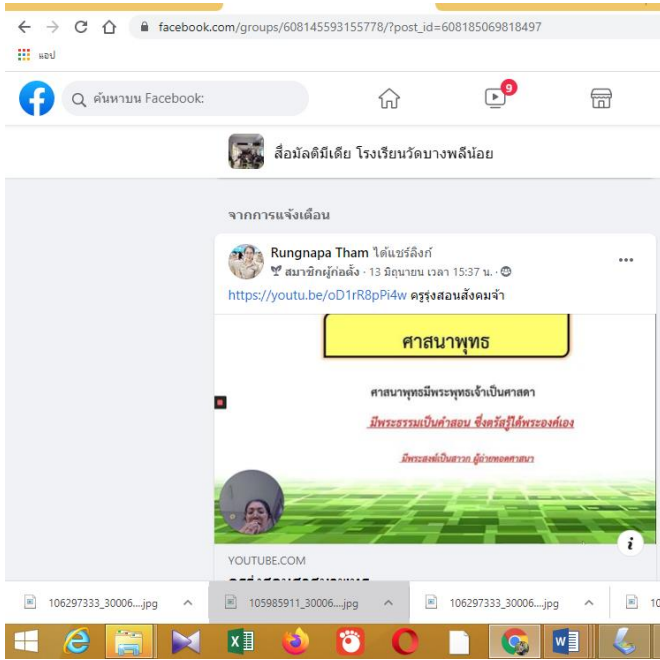 facebook.com/groups/608145593155778/?post_id=608185069818497
แอป
ค้นหาบน Facebook:
9
สื่อมัลติมีเดีย โรงเรียนวัดบางพลีน้อย
จากการแจ้งเตือน
Rungnapa Tham ได้แชร์ลิงก์
สมาชิกผู้ก่อตั้ง · 13 มิถุนายน เวลา 15:37 น. ·
https://youtu.be/oD1rR8pPi4w ครูรุ่งสอนสังคมจ้า
ศาสนาพุทธ
ศาสนาพุทธมีพระพุทธเจ้าเป็นศาสดา
มีพระธรรมเป็นคำสอน ซึ่งตรัสรู้ได้พระองค์เอง
มีพระสงฆ์เป็นสาวก ผู้ถ่ายทอดศาสนา
YOUTUBE.COM
106297333_30006....jpg
105985911_30006....jpg
106297333_30006....jpg
10